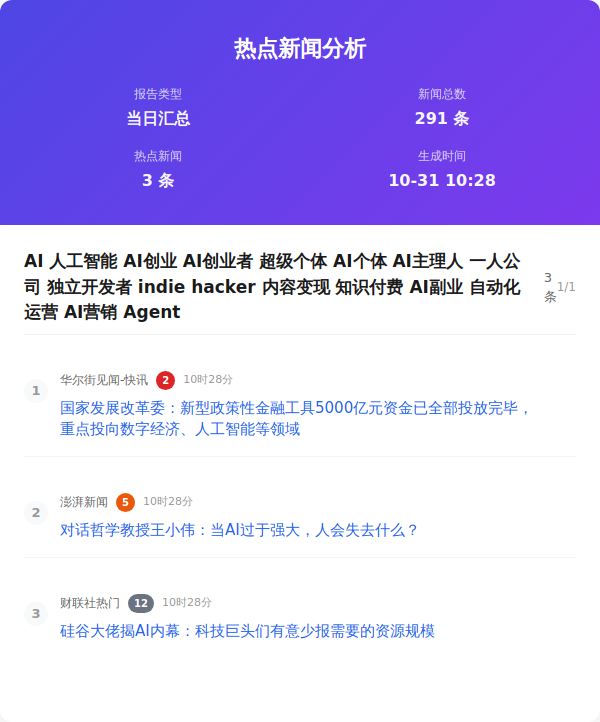 热点新闻分析
报告类型
当日汇总
新闻总数
291 条
热点新闻
3 条
生成时间
10-31 10:28
AI 人工智能 AI创业 AI创业者 超级个体 AI个体 AI主理人 一人公
司 独立开发者 indie hacker 内容变现 知识付费 AI副业 自动化
运营 AI营销 Agent
3
条
1/1
1
华尔街见闻-快讯 2 10时28分
国家发展改革委：新型政策性金融工具5000亿元资金已全部投放完毕，
重点投向数字经济、人工智能等领域
2
澎湃新闻 5 10时28分
对话哲学教授王小伟：当AI过于强大，人会失去什么？
3
财联社热门 12 10时28分
硅谷大佬揭AI内幕：科技巨头们有意少报需要的资源规模